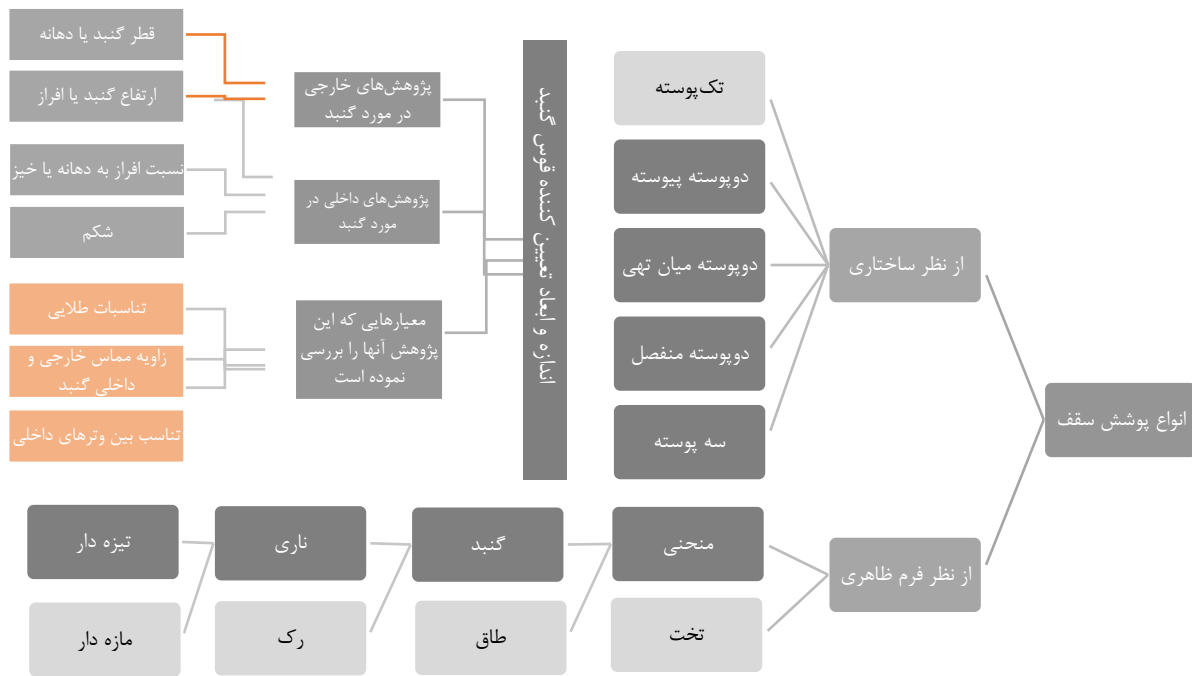 انواع پوشش سقف
از نظر ساختاری
تک‌پوسته
دوپوسته پیوسته
دوپوسته میان تهی
دوپوسته منفصل
سه پوسته
از نظر فرم ظاهری
منحنی
تخت
گنبد
طاق
ناری
رک
تیزه دار
مازه دار
اندازه و ابعاد تعیین کننده قوس گنبد
پژوهش‌های خارجی
در مورد گنبد
پژوهش‌های داخلی در
مورد گنبد
معیارهایی که این
پژوهش آنها را بررسی
نموده است
قطر گنبد یا دهانه
ارتفاع گنبد یا افراز
نسبت افراز به دهانه یا خیز
شکم
تناسبات طلایی
زاویه مماس خارجی و
داخلی گنبد
تناسب بین وترهای داخلی